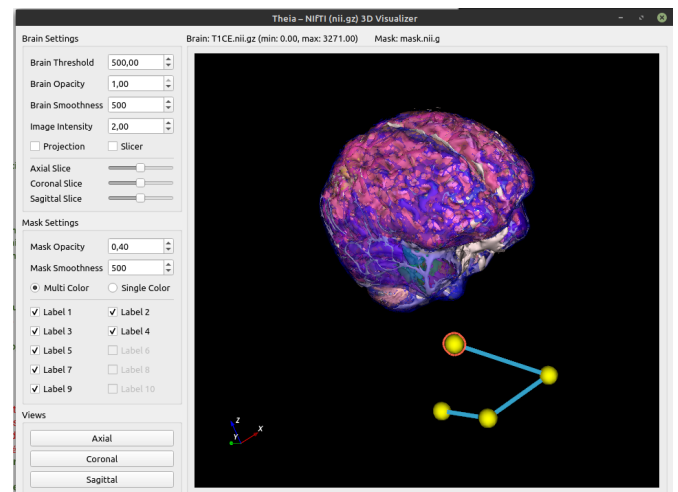 Theia – NIfTI (nii.gz) 3D Visualizer
Brain Settings
Brain: T1CE.nii.gz (min: 0.00, max: 3271.00) Mask: mask.nii.g
Brain Threshold 500,00
Brain Opacity 1,00
Brain Smoothness 500
Image Intensity 2,00
Projection Slicer
Axial Slice
Coronal Slice
Sagittal Slice
Mask Settings
Mask Opacity 0,40
Mask Smoothness 500
Multi Color Single Color
Label 1 Label 2
Label 3 Label 4
Label 5 Label 6
Label 7 Label 8
Label 9 Label 10
Views
Axial
Coronal
Sagittal
Z
Y X